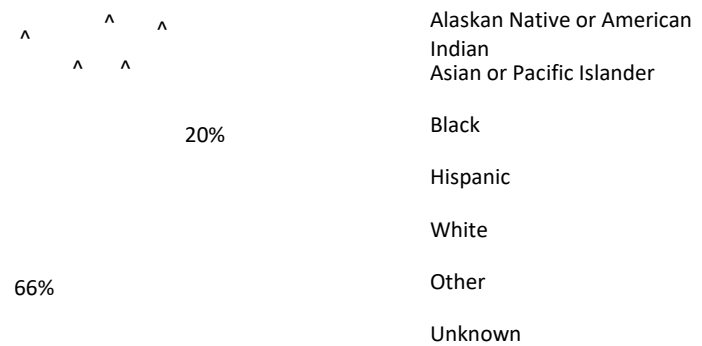 ^ ^ ^
^ ^
20%
66%
Alaskan Native or American
Indian
Asian or Pacific Islander
Black
Hispanic
White
Other
Unknown